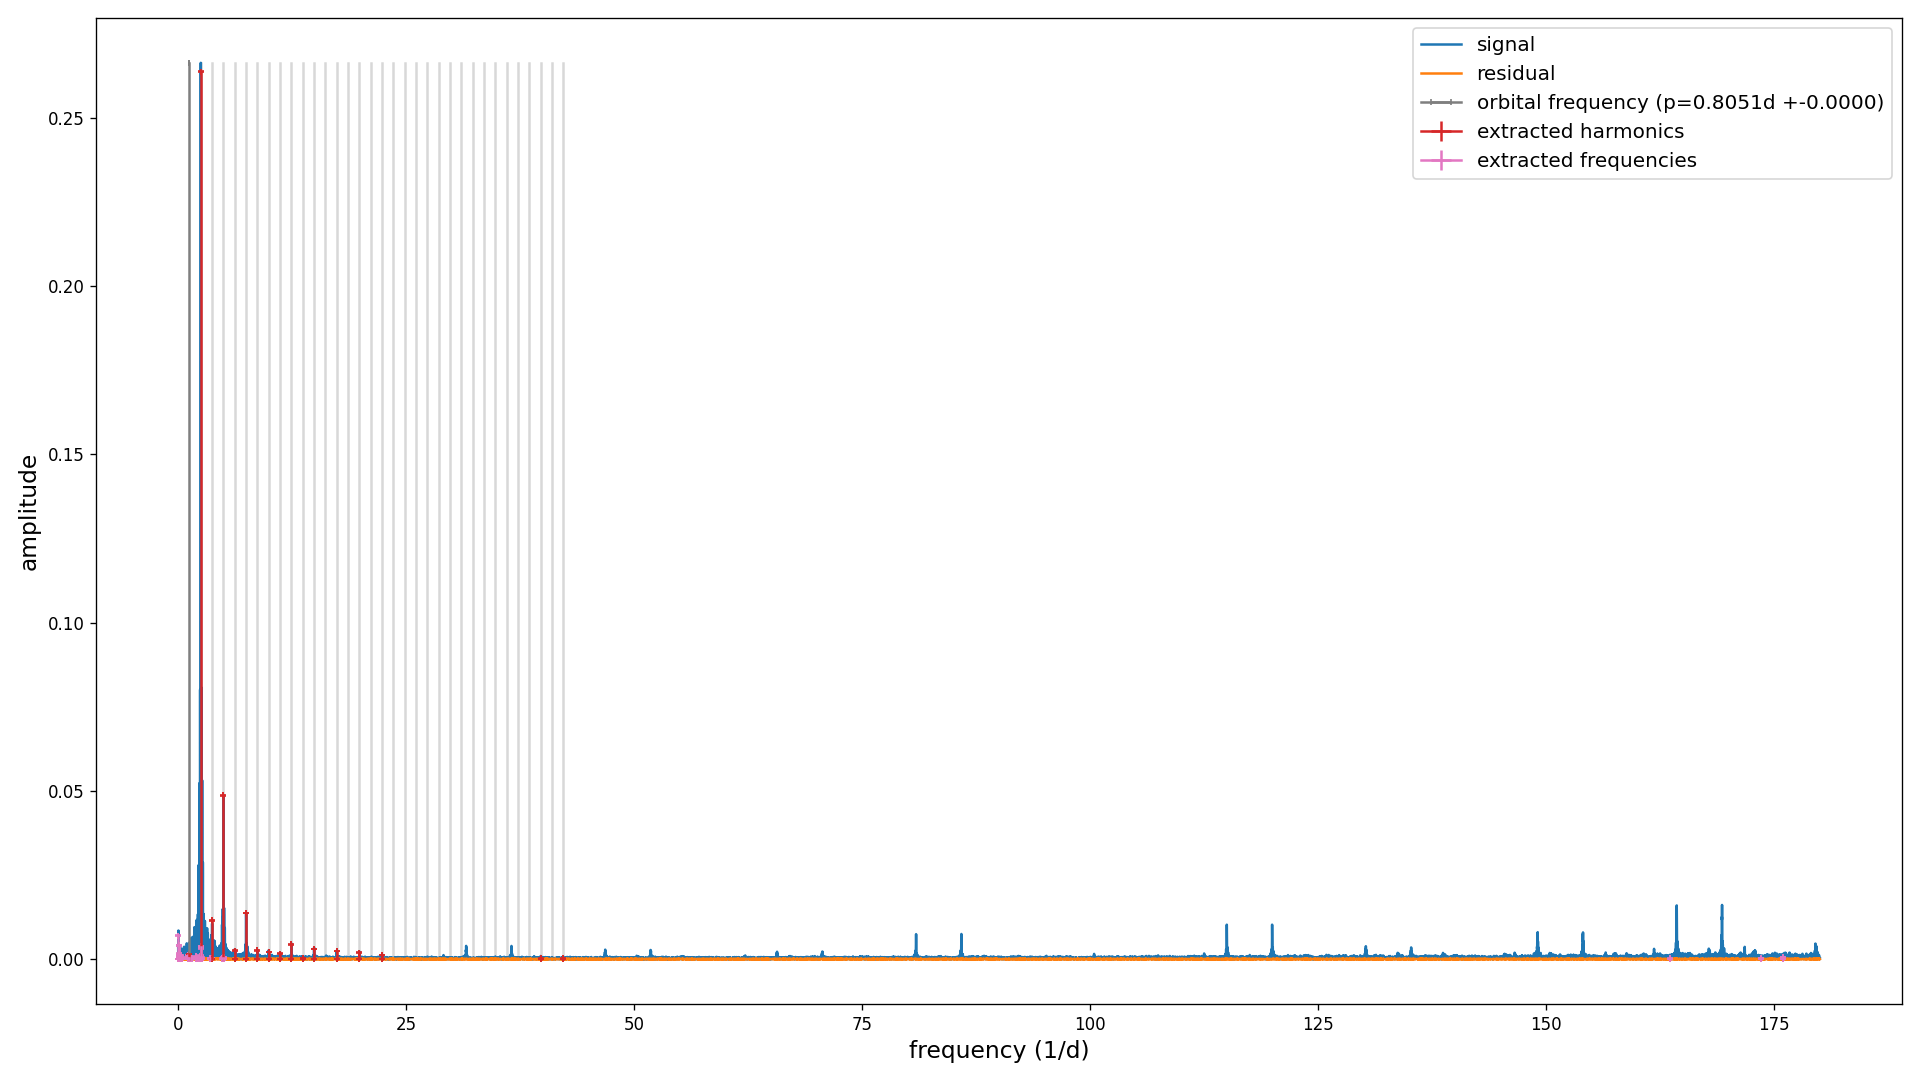 signal
residual
orbital frequency (p=0.8051d +-0.0000)
extracted harmonics
extracted frequencies
amplitude
0.25
0.20
0.15
0.10
0.05
0.00
0 25 50 75 100 125 150 175
frequency (1/d)